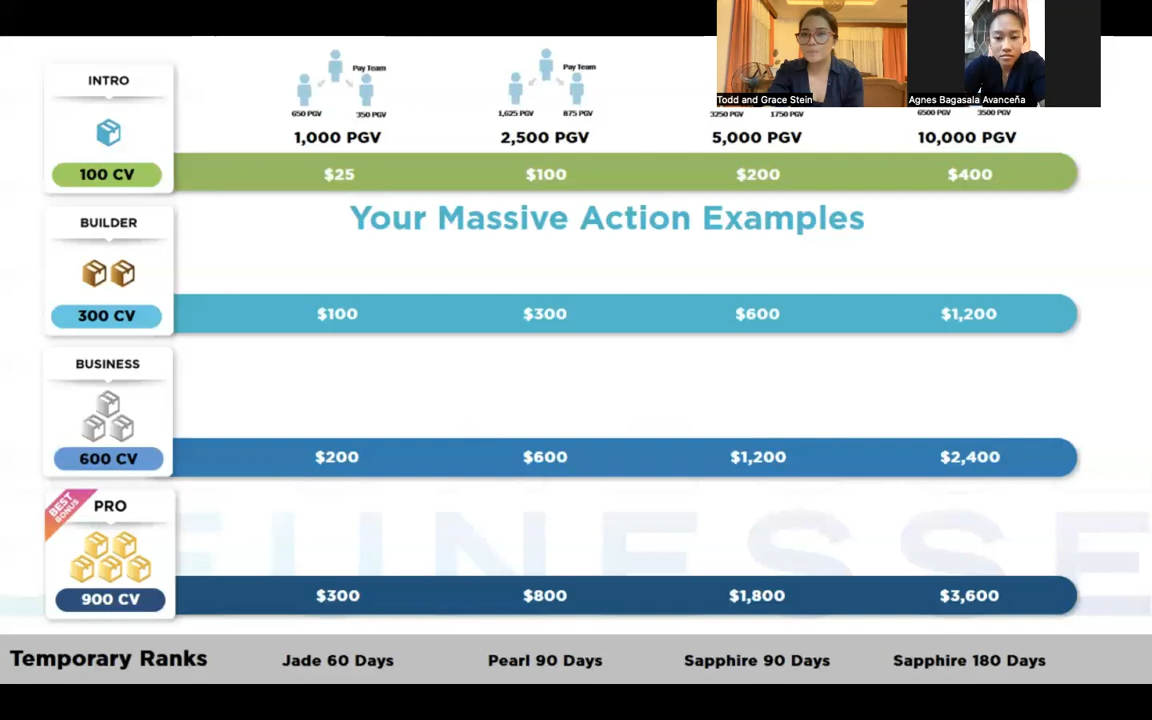 Todd and Grace Stein
Agnes Bagasala Avanceña
INTRO
100 CV
Pay Team
650 PGV 350 PGV
1,000 PGV
$25
Pay Team
1,625 PGV 875 PGV
2,500 PGV
$100
3250 PGV 1750 PGV
5,000 PGV
$200
6500 PGV 3500 PGV
10,000 PGV
$400
Your Massive Action Examples
BUILDER
300 CV
$100 $300 $600 $1,200
BUSINESS
600 CV
$200 $600 $1,200 $2,400
BEST
BONUS
PRO
900 CV
$300 $800 $1,800 $3,600
EUNESSE
Temporary Ranks Jade 60 Days Pearl 90 Days Sapphire 90 Days Sapphire 180 Days